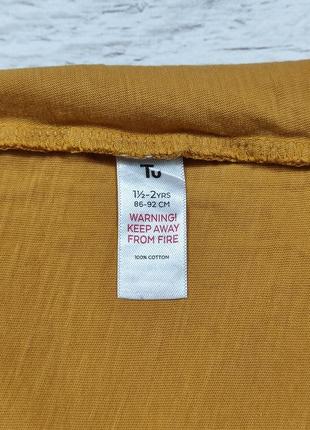 Tu
1½-2YRS
86-92 CM
WARNING!
KEEP AWAY
FROM FIRE
100% COTTON